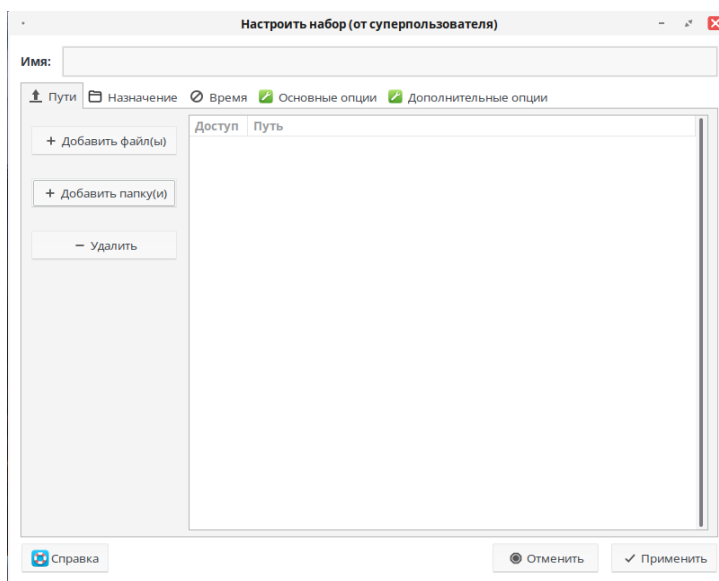 Настроить набор (от суперпользователя)
Имя:
Пути Назначение Время Основные опции Дополнительные опции
+ Добавить файл(ы)
+ Добавить папку(и)
− Удалить
Доступ Путь
Справка Отменить Применить